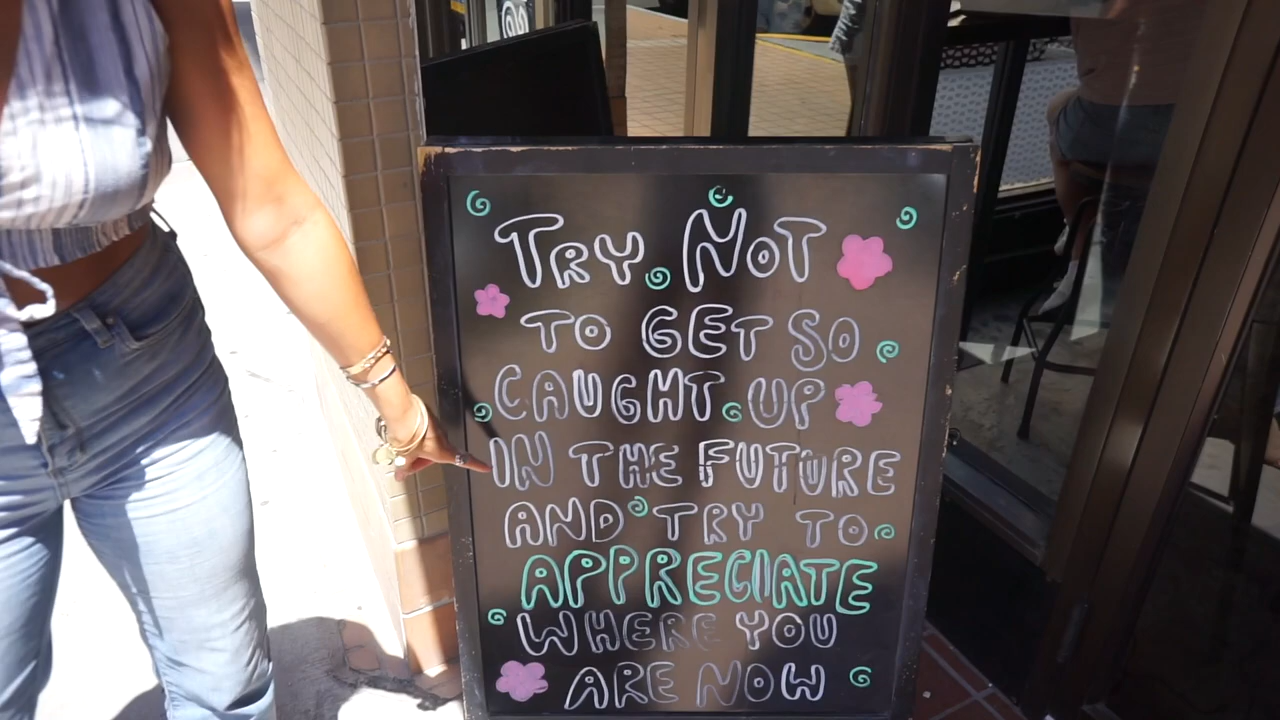 TRY NOT
TO GET SO
CAUGHT UP
IN THE FUTURE
AND TRY TO
APPRECIATE
WHERE YOU
ARE NOW